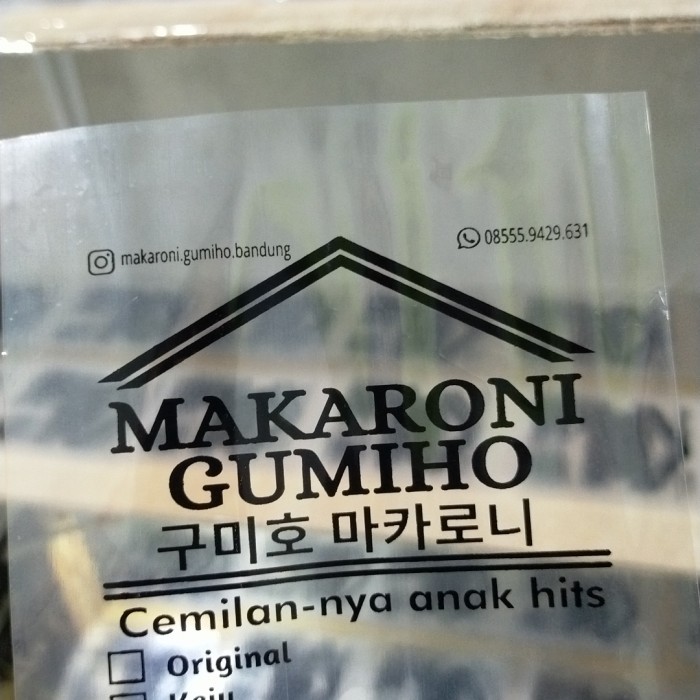 makaroni.gumiho.bandung
08555.9429.631
MAKARONI
GUMIHO
구미호 마카로니
Cemilan-nya anak hits
Original
Keju